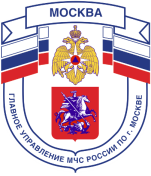 МОСКВА
ГЛАВНОЕ УПРАВЛЕНИЕ МЧС РОССИИ ПО г. МОСКВЕ